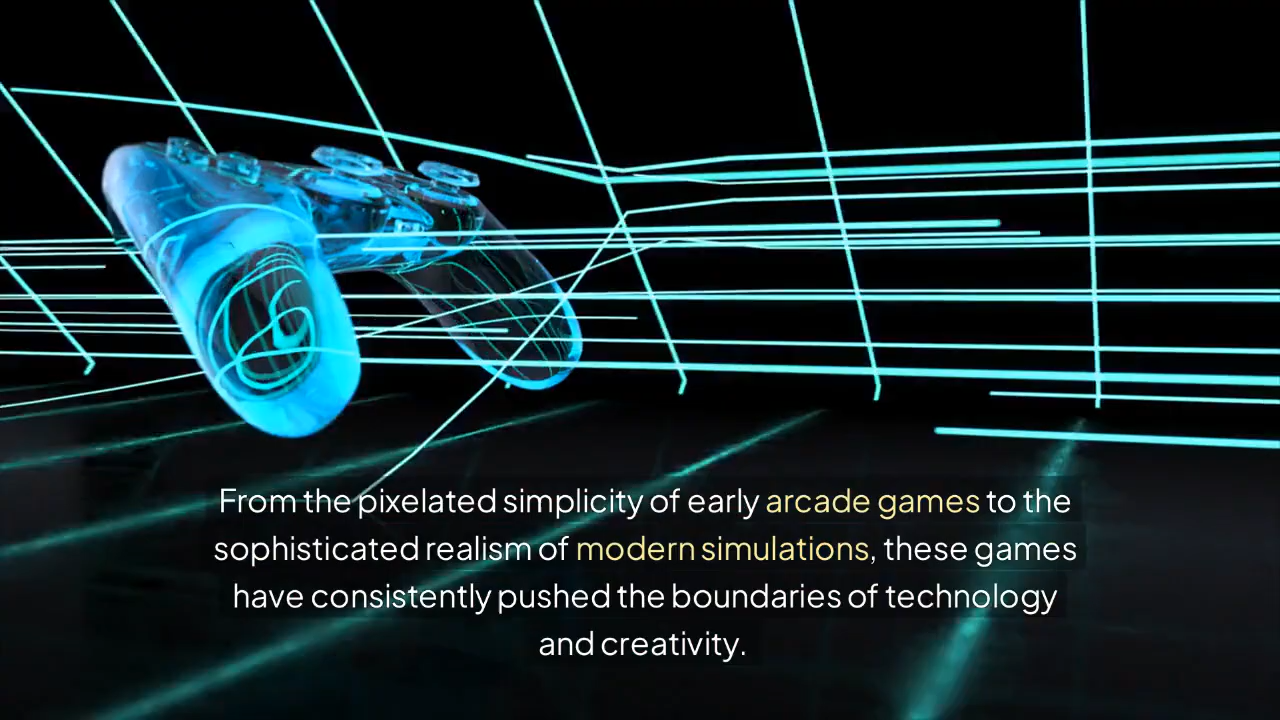 From the pixelated simplicity of early arcade games to the
sophisticated realism of modern simulations, these games
have consistently pushed the boundaries of technology
and creativity.